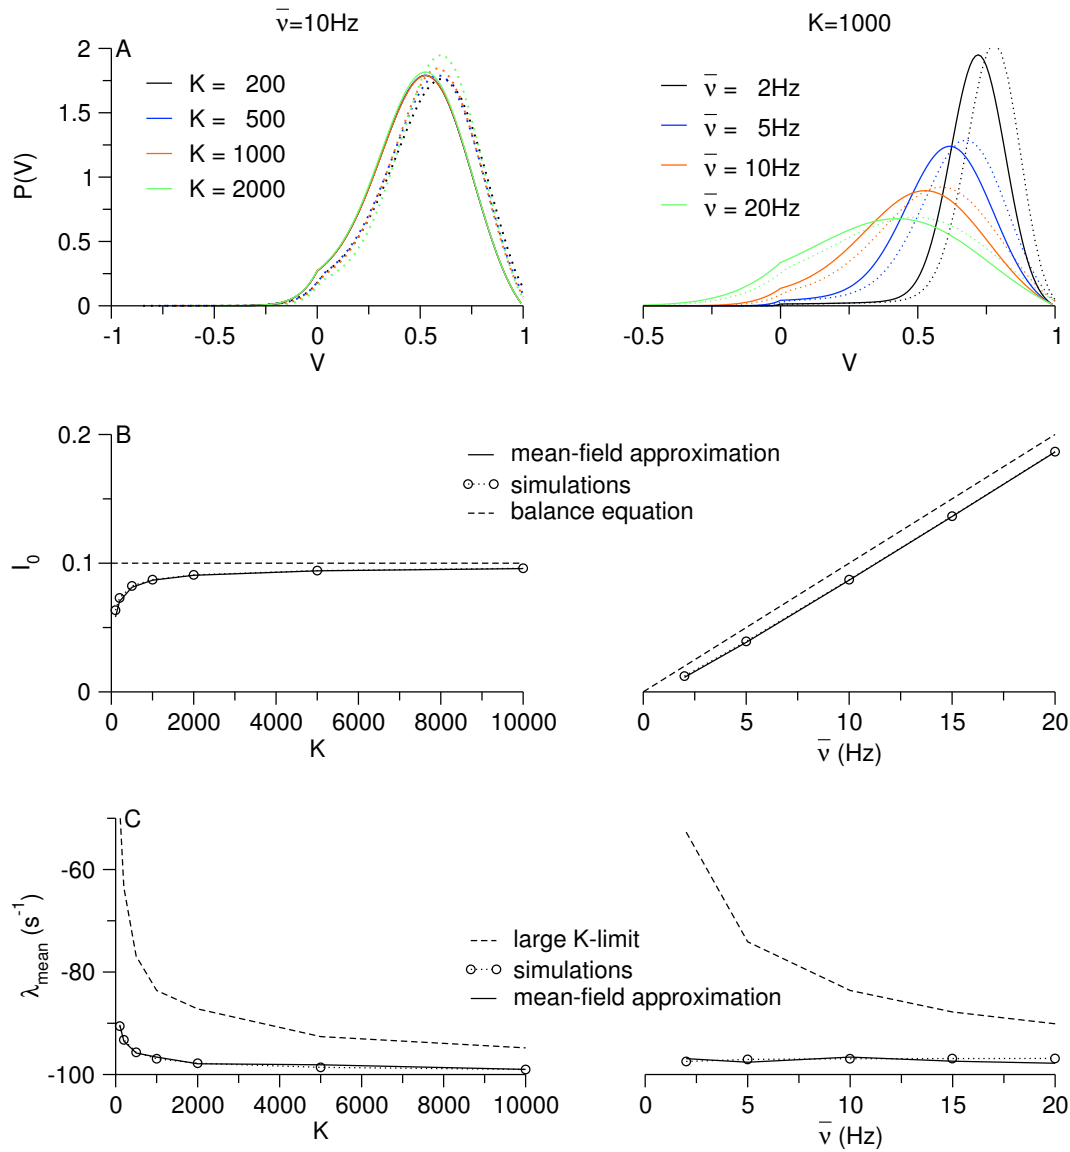 ν̄=10Hz
K=1000
A
P(V)
2
1.5
1
0.5
0
K = 200
K = 500
K = 1000
K = 2000
-1
-0.5
0
0.5
1
V
ν̄ = 2Hz
ν̄ = 5Hz
ν̄ = 10Hz
ν̄ = 20Hz
-0.5
0
0.5
1
V
B
I0
0.2
0.1
0
mean-field approximation
simulations
balance equation
0
2000
4000
6000
8000
10000
K
0
5
10
15
20
ν̄ (Hz)
C
λmean (s-1)
-60
-80
-100
large K-limit
simulations
mean-field approximation
0
2000
4000
6000
8000
10000
K
0
5
10
15
20
ν̄ (Hz)